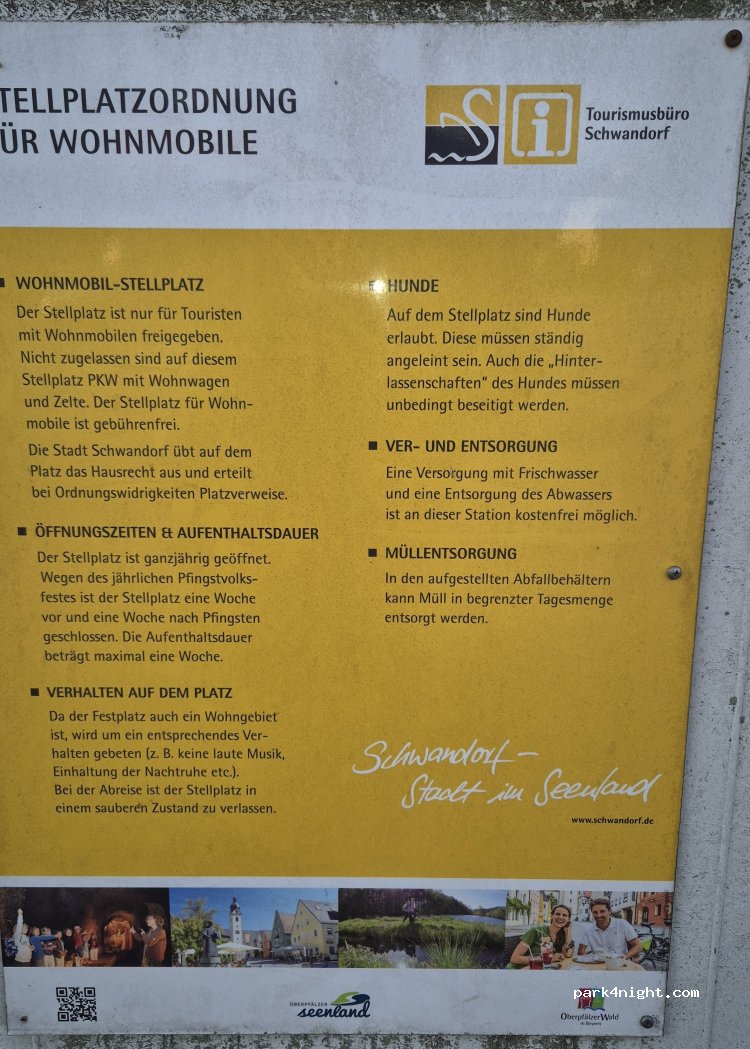 TELLPLATZORDNUNG
ÜR WOHNMOBILE
Tourismusbüro
Schwandorf
WOHNMOBIL-STELLPLATZ
Der Stellplatz ist nur für Touristen
mit Wohnmobilen freigegeben.
Nicht zugelassen sind auf diesem
Stellplatz PKW mit Wohnwagen
und Zelte. Der Stellplatz für Wohn-
mobile ist gebührenfrei.
Die Stadt Schwandorf übt auf dem
Platz das Hausrecht aus und erteilt
bei Ordnungswidrigkeiten Platzverweise.
ÖFFNUNGSZEITEN & AUFENTHALTSDAUER
Der Stellplatz ist ganzjährig geöffnet.
Wegen des jährlichen Pfingstvolks-
festes ist der Stellplatz eine Woche
vor und eine Woche nach Pfingsten
geschlossen. Die Aufenthaltsdauer
beträgt maximal eine Woche.
VERHALTEN AUF DEM PLATZ
Da der Festplatz auch ein Wohngebiet
ist, wird um ein entsprechendes Ver-
halten gebeten (z. B. keine laute Musik,
Einhaltung der Nachtruhe etc.).
Bei der Abreise ist der Stellplatz in
einem sauberen Zustand zu verlassen.
HUNDE
Auf dem Stellplatz sind Hunde
erlaubt. Diese müssen ständig
angeleint sein. Auch die „Hinter-
lassenschaften" des Hundes müssen
unbedingt beseitigt werden.
VER- UND ENTSORGUNG
Eine Versorgung mit Frischwasser
und eine Entsorgung des Abwassers
ist an dieser Station kostenfrei möglich.
MÜLLENTSORGUNG
In den aufgestellten Abfallbehältern
kann Müll in begrenzter Tagesmenge
entsorgt werden.
Schwandorf –
Stadt im Seenland
www.schwandorf.de
OBERPFÄLZER
seenland
Oberpfälzer Wald
in Bayern
park4night.com